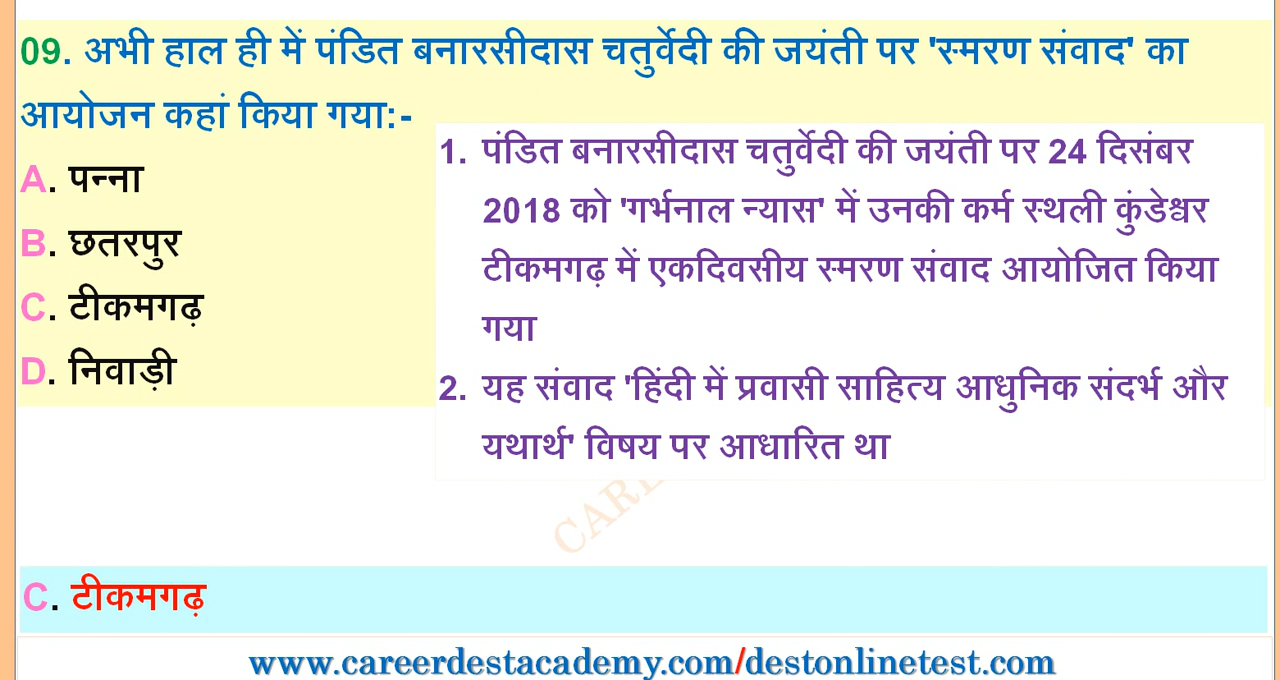 09. अभी हाल ही में पंडित बनारसीदास चतुर्वेदी की जयंती पर 'स्मरण संवाद' का
आयोजन कहां किया गया:-
A. पन्ना
B. छतरपुर
C. टीकमगढ़
D. निवाड़ी
1. पंडित बनारसीदास चतुर्वेदी की जयंती पर 24 दिसंबर
2018 को 'गर्भनाल न्यास' में उनकी कर्म स्थली कुंडेश्वर
टीकमगढ़ में एकदिवसीय स्मरण संवाद आयोजित किया
गया
2. यह संवाद 'हिंदी में प्रवासी साहित्य आधुनिक संदर्भ और
यथार्थ' विषय पर आधारित था
C. टीकमगढ़
www.careerdestacademy.com/destonlinetest.com